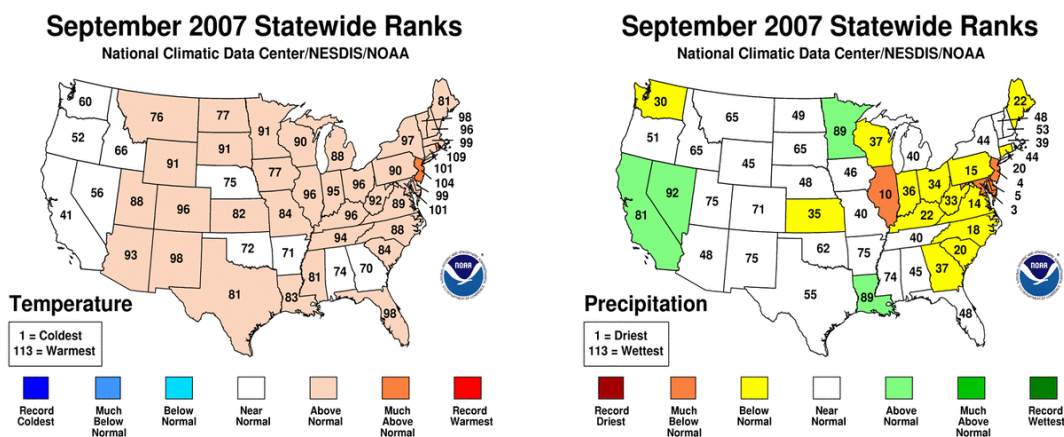 September 2007 Statewide Ranks
National Climatic Data Center/NESDIS/NOAA
60
52
66
76
77
91
81
91
91
90
88
97
98
96
99
109
101
104
99
101
41
56
88
96
75
77
82
84
96
95
96
90
92
89
96
88
84
94
93
98
72
71
81
74
70
81
83
98
NOAA
Temperature
1 = Coldest
113 = Warmest
Record
Coldest
Much
Below
Normal
Below
Normal
Near
Normal
Above
Normal
Much
Above
Normal
Record
Warmest
September 2007 Statewide Ranks
National Climatic Data Center/NESDIS/NOAA
30
51
65
65
49
89
22
45
65
37
40
44
48
53
39
44
20
4
5
3
81
92
75
71
48
46
35
40
10
36
34
15
33
14
22
18
20
40
48
75
62
75
74
45
37
55
89
48
NOAA
Precipitation
1 = Driest
113 = Wettest
Record
Driest
Much
Below
Normal
Below
Normal
Near
Normal
Above
Normal
Much
Above
Normal
Record
Wettest